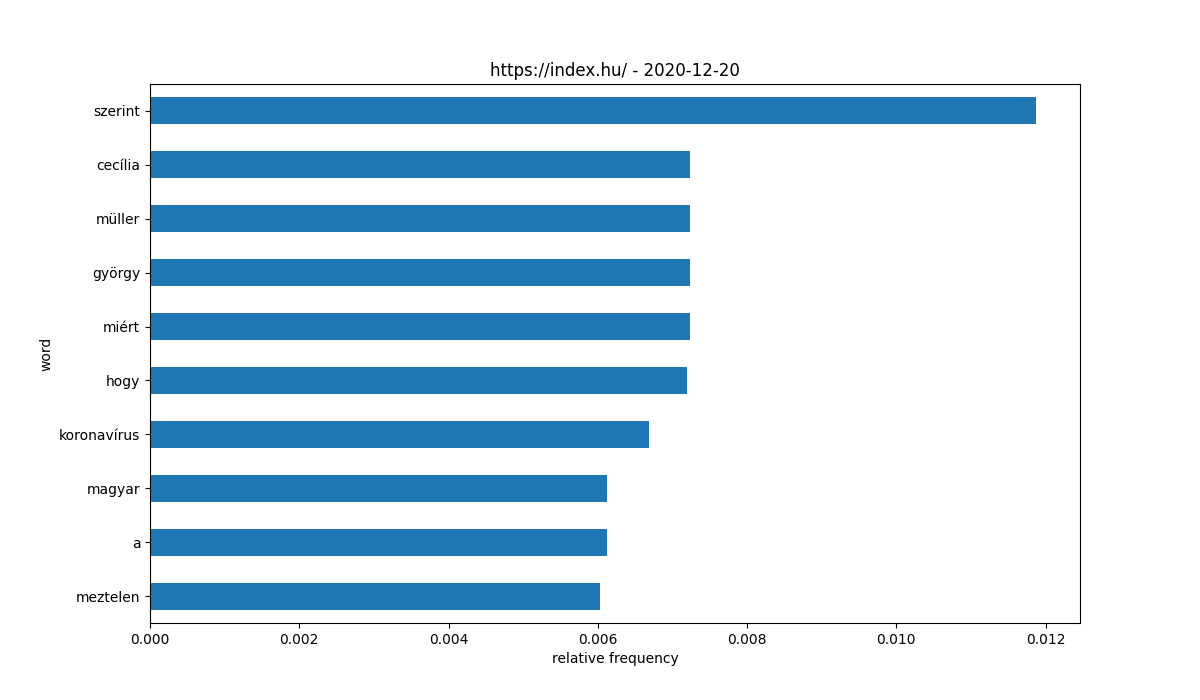 https://index.hu/ - 2020-12-20
szerint
cecília
müller
györgy
miért
hogy
koronavírus
magyar
a
meztelen
word
0.000 0.002 0.004 0.006 0.008 0.010 0.012
relative frequency